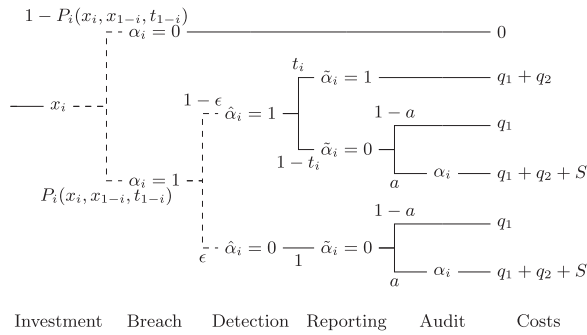 1 − P_i(x_i, x_{1−i}, t_{1−i})
α_i = 0
0
t_i
α̃_i = 1
q_1 + q_2
x_i
1 − ϵ
α̂_i = 1
1 − a
q_1
1 − t_i
α̃_i = 0
α_i = 1
a
α_i
q_1 + q_2 + S
P_i(x_i, x_{1−i}, t_{1−i})
1 − a
q_1
α̂_i = 0
ϵ
1
α̃_i = 0
a
α_i
q_1 + q_2 + S
Investment Breach Detection Reporting Audit Costs